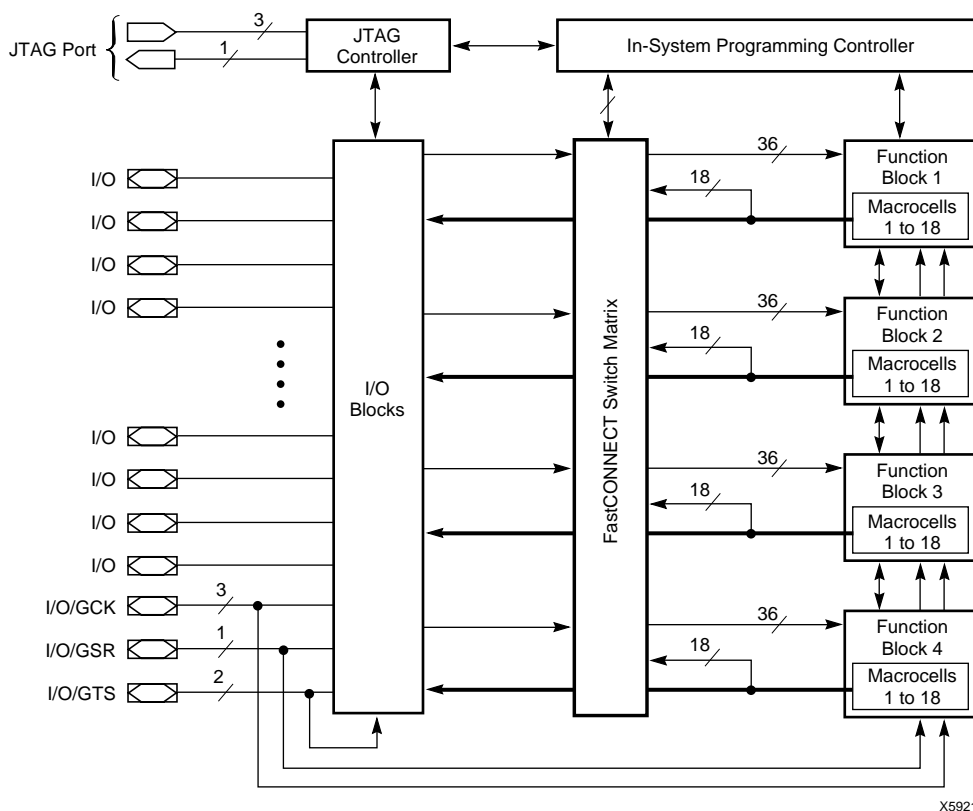 3
JTAG Port
1
JTAG
Controller
In-System Programming Controller
36
Function
Block 1
18
Macrocells
1 to 18
I/O
I/O
I/O
I/O
36
Function
Block 2
18
Macrocells
1 to 18
I/O
Blocks
FastCONNECT Switch Matrix
I/O
I/O
I/O
I/O
36
Function
Block 3
18
Macrocells
1 to 18
I/O/GCK
3
I/O/GSR
1
I/O/GTS
2
36
Function
Block 4
18
Macrocells
1 to 18